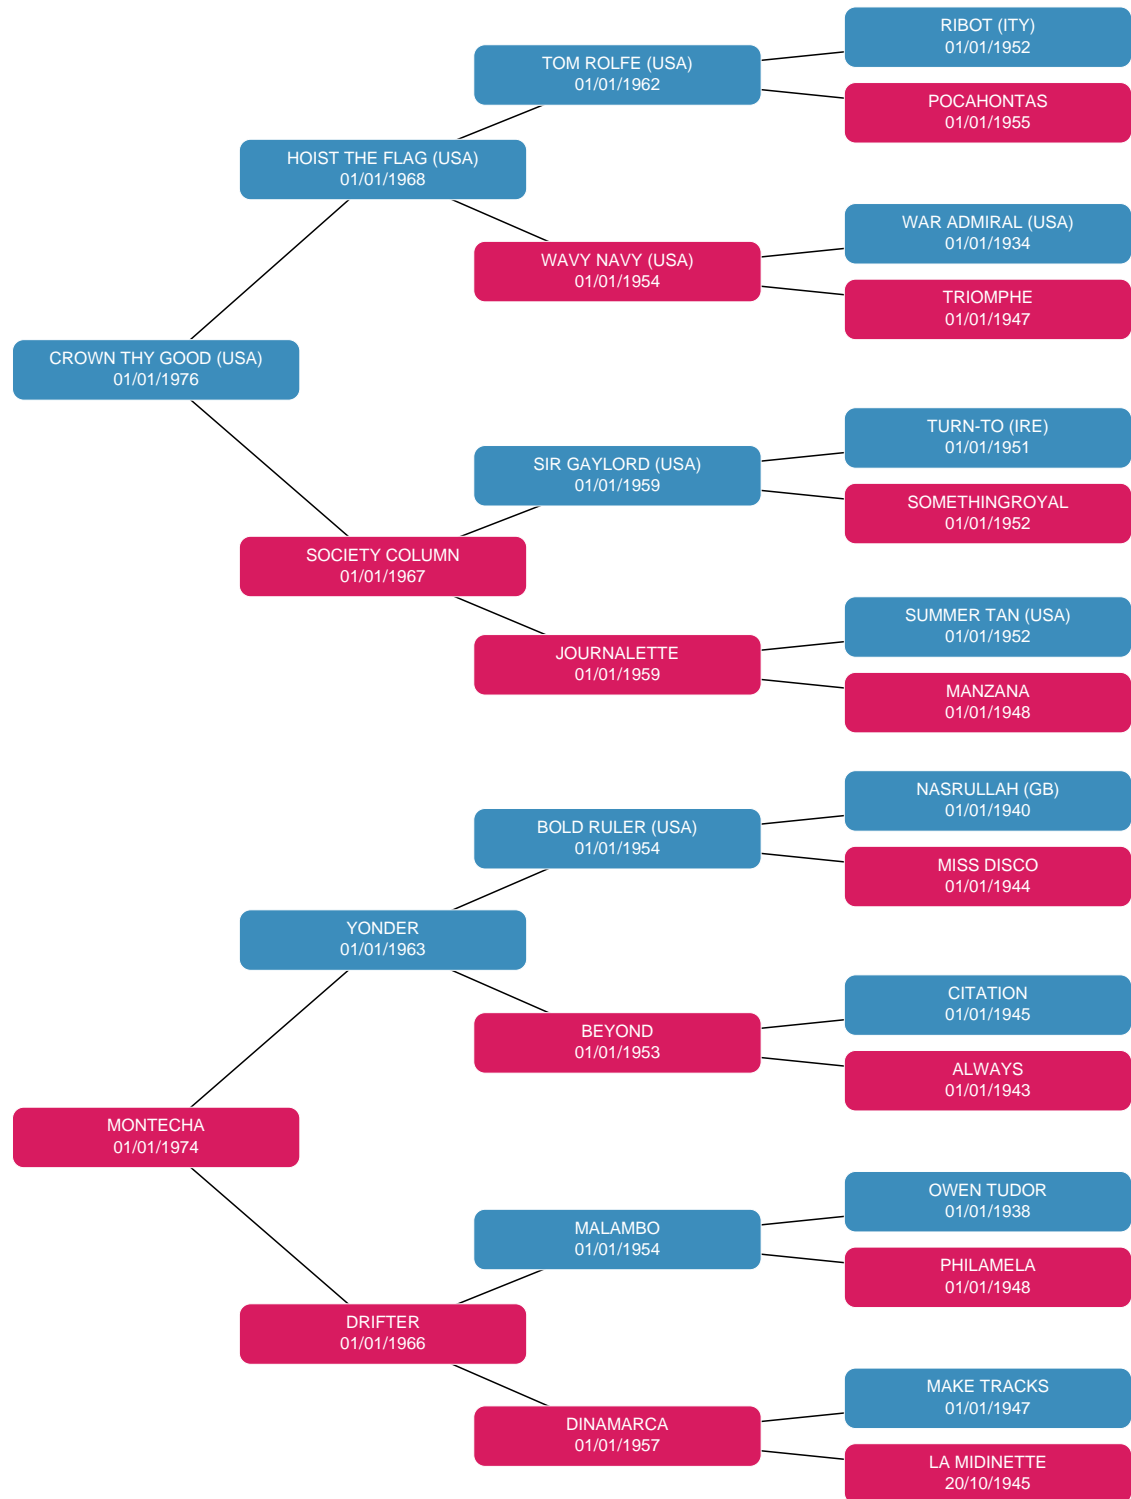 RIBOT (ITY)
01/01/1952
TOM ROLFE (USA)
01/01/1962
POCAHONTAS
01/01/1955
HOIST THE FLAG (USA)
01/01/1968
WAR ADMIRAL (USA)
01/01/1934
WAVY NAVY (USA)
01/01/1954
TRIOMPHE
01/01/1947
CROWN THY GOOD (USA)
01/01/1976
TURN-TO (IRE)
01/01/1951
SIR GAYLORD (USA)
01/01/1959
SOMETHINGROYAL
01/01/1952
SOCIETY COLUMN
01/01/1967
SUMMER TAN (USA)
01/01/1952
JOURNALETTE
01/01/1959
MANZANA
01/01/1948
NASRULLAH (GB)
01/01/1940
BOLD RULER (USA)
01/01/1954
MISS DISCO
01/01/1944
YONDER
01/01/1963
CITATION
01/01/1945
BEYOND
01/01/1953
ALWAYS
01/01/1943
MONTECHA
01/01/1974
OWEN TUDOR
01/01/1938
MALAMBO
01/01/1954
PHILAMELA
01/01/1948
DRIFTER
01/01/1966
MAKE TRACKS
01/01/1947
DINAMARCA
01/01/1957
LA MIDINETTE
20/10/1945